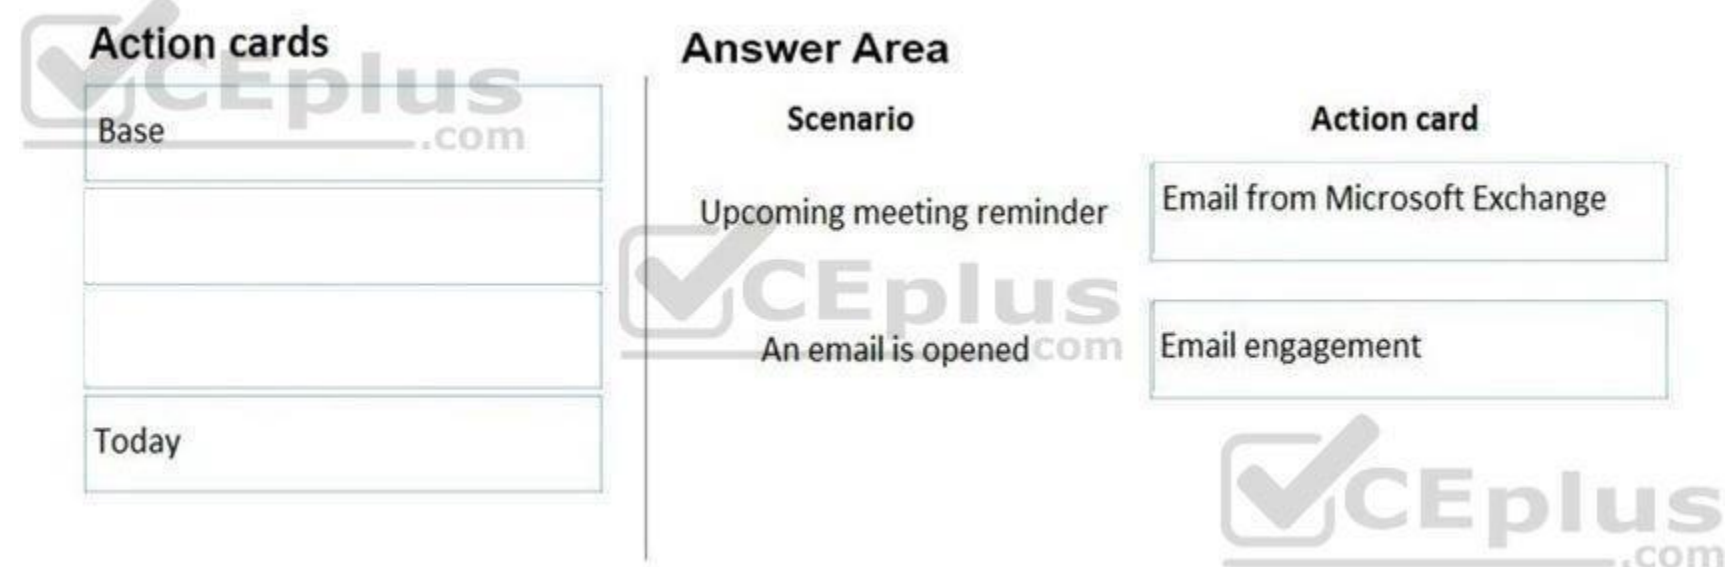 Action cards
Answer Area
CEplus
.com
Base
Scenario
Action card
Upcoming meeting reminder
Email from Microsoft Exchange
CEplus
.com
An email is opened
Email engagement
Today
CEplus
.com